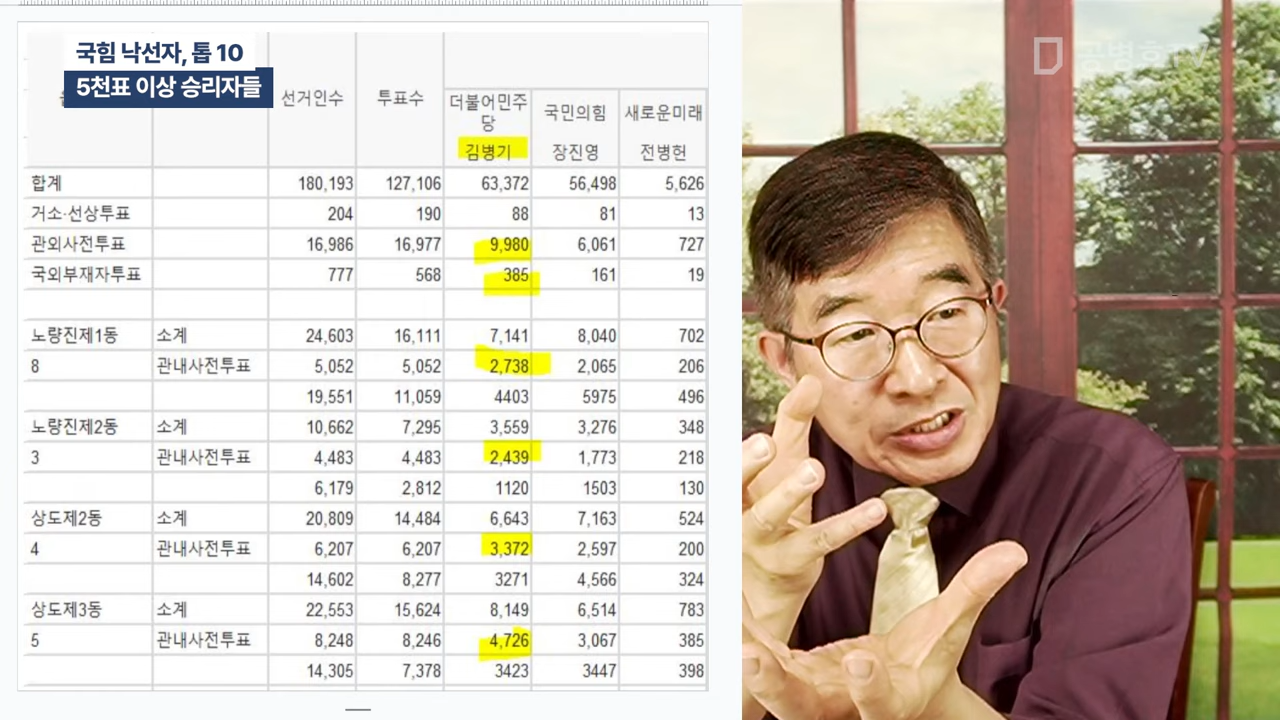 국힘 낙선자, 톱 10
5천표 이상 승리자들
공병호TV
선거인수 투표수 더불어민주당 국민의힘 새로운미래
김병기 장진영 전병헌
합계 180,193 127,106 63,372 56,498 5,626
거소·선상투표 204 190 88 81 13
관외사전투표 16,986 16,977 9,980 6,061 727
국외부재자투표 777 568 385 161 19
노량진제1동 소계 24,603 16,111 7,141 8,040 702
8 관내사전투표 5,052 5,052 2,738 2,065 206
19,551 11,059 4403 5975 496
노량진제2동 소계 10,662 7,295 3,559 3,276 348
3 관내사전투표 4,483 4,483 2,439 1,773 218
6,179 2,812 1120 1503 130
상도제2동 소계 20,809 14,484 6,643 7,163 524
4 관내사전투표 6,207 6,207 3,372 2,597 200
14,602 8,277 3271 4,566 324
상도제3동 소계 22,553 15,624 8,149 6,514 783
5 관내사전투표 8,248 8,246 4,726 3,067 385
14,305 7,378 3423 3447 398